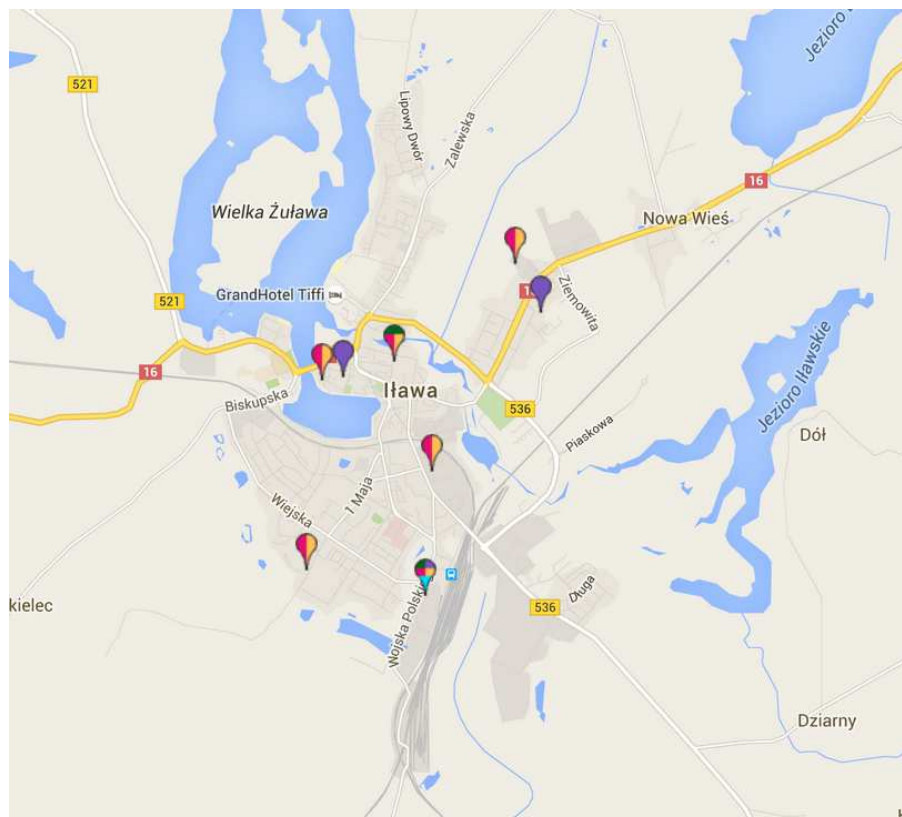 Jezioro
521
Lipowy Dwór
Zalewska
16
Wielka Żuława
Nowa Wieś
Ziemowita
GrandHotel Tiffi
521
16
Iława
Biskupska
536
Piaskowa
Jezioro Iławskie
Dół
1 Maja
Wiejska
Długa
kielec
536
Wojska Polski
Dziarny